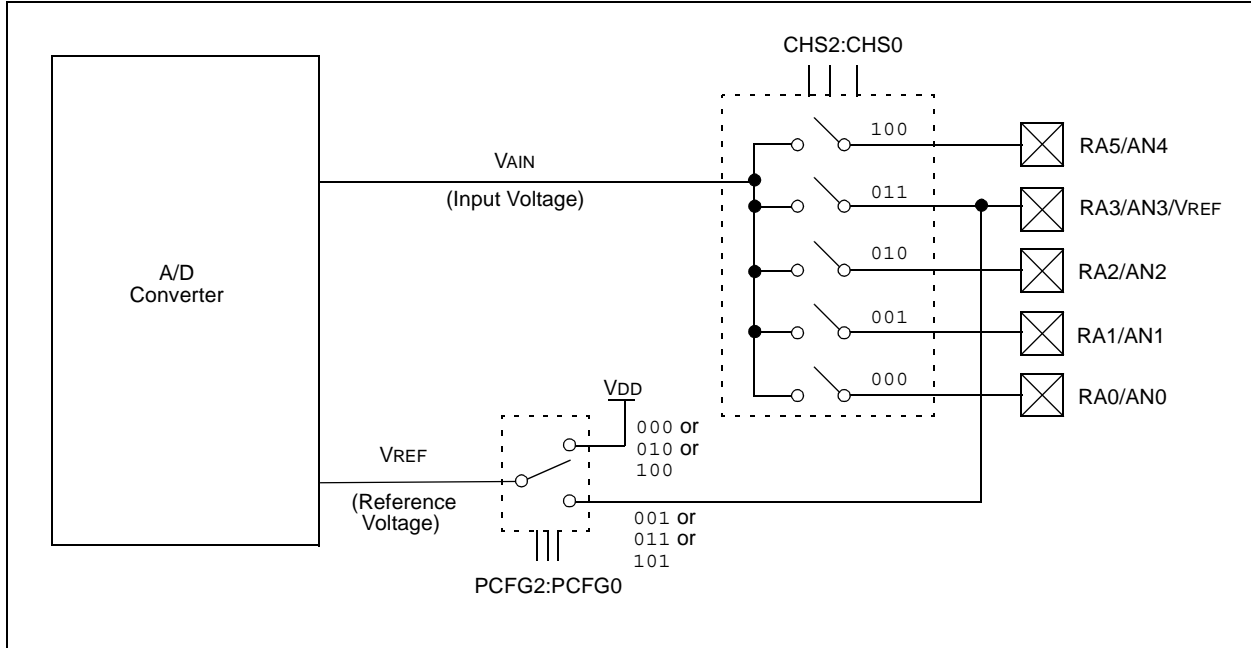 CHS2:CHS0
100
RA5/AN4
VAIN
(Input Voltage)
011
RA3/AN3/VREF
A/D
Converter
010
RA2/AN2
001
RA1/AN1
000
RA0/AN0
VDD
000 or
010 or
100
VREF
(Reference
Voltage)
001 or
011 or
101
PCFG2:PCFG0